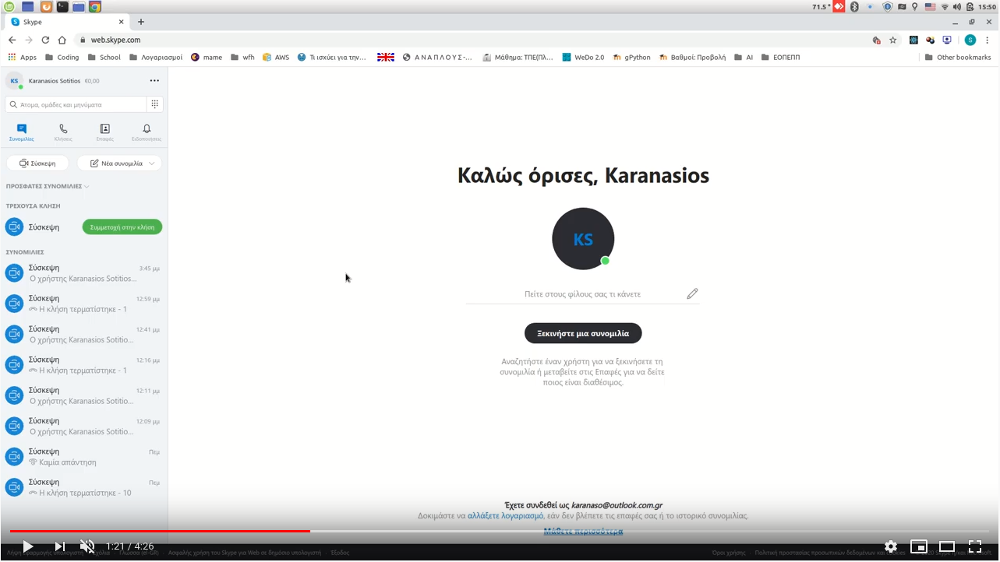 71.5 °
15:50
Skype
web.skype.com
Apps Coding School Λογαριασμοί mame wfh AWS Τι ισχύει για την... Α Ν Α Π Λ Ο Υ Σ -... Μάθημα: ΤΠΕ(Πλ... WeDo 2.0 gPython Βαθμοί: Προβολή AI ΕΟΠΕΠΠ Other bookmarks
KS Karanasios Sotitios €0,00
Άτομα, ομάδες και μηνύματα
Συνομιλίες Κλήσεις Επαφές Ειδοποιήσεις
Σύσκεψη Νέα συνομιλία
ΠΡΟΣΦΑΤΕΣ ΣΥΝΟΜΙΛΙΕΣ
ΤΡΕΧΟΥΣΑ ΚΛΗΣΗ
Σύσκεψη Συμμετοχή στην κλήση
ΣΥΝΟΜΙΛΙΕΣ
Σύσκεψη 3:45 μμ
Ο χρήστης Karanasios Sotitios...
Σύσκεψη 12:59 μμ
Η κλήση τερματίστηκε - 1
Σύσκεψη 12:41 μμ
Ο χρήστης Karanasios Sotitio...
Σύσκεψη 12:16 μμ
Η κλήση τερματίστηκε - 1
Σύσκεψη 12:11 μμ
Ο χρήστης Karanasios Sotitio...
Σύσκεψη 12:09 μμ
Ο χρήστης Karanasios Sotitio...
Σύσκεψη Πεμ
Καμία απάντηση
Σύσκεψη Πεμ
Η κλήση τερματίστηκε - 10
Καλώς όρισες, Karanasios
KS
Πείτε στους φίλους σας τι κάνετε
Ξεκινήστε μια συνομιλία
Αναζητήστε έναν χρήστη για να ξεκινήσετε τη
συνομιλία ή μεταβείτε στις Επαφές για να δείτε
ποιος είναι διαθέσιμος.
Έχετε συνδεθεί ως karanaso@outlook.com.gr
Δοκιμάστε να αλλάξετε λογαριασμό, εάν δεν βλέπετε τις επαφές σας ή το ιστορικό συνομιλίας.
Μάθετε περισσότερα
1:21 / 4:26
Λήψη εφαρμογής υπολογιστή · Σχόλια · Γλώσσα (el-GR) · Ασφαλής χρήση του Skype για Web σε δημόσιο υπολογιστή · Έξοδος
Όροι χρήσης · Πολιτική προστασίας προσωπικών δεδομένων και cookies · © 2020 Skype